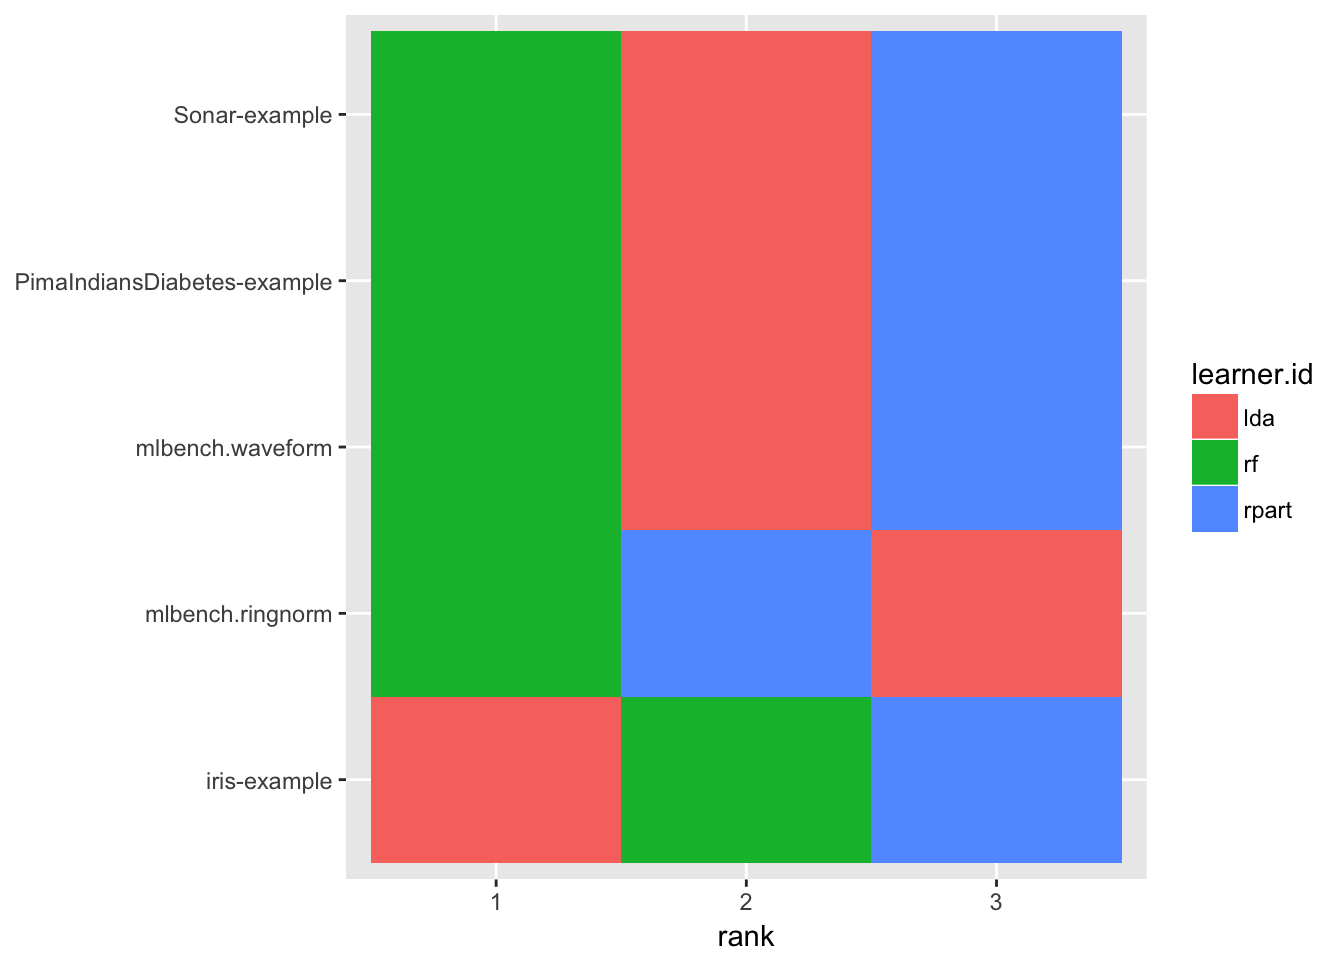 Sonar-example
PimaIndiansDiabetes-example
mlbench.waveform
mlbench.ringnorm
iris-example
1 2 3
rank
learner.id
lda
rf
rpart